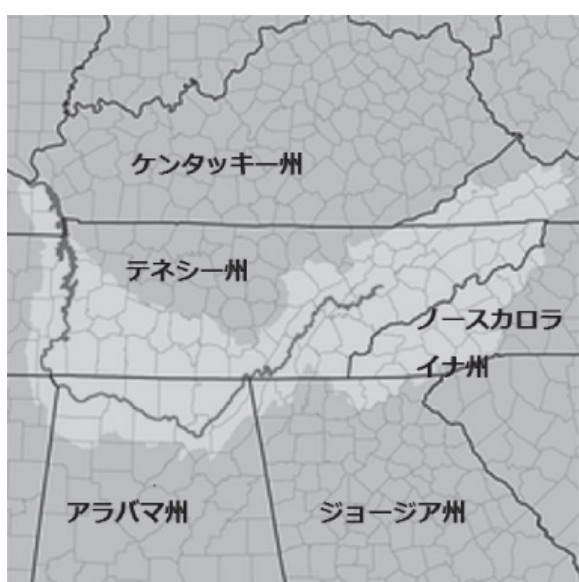 ケンタッキー州
テネシー州
ノースカロラ
イナ州
アラバマ州
ジョージア州